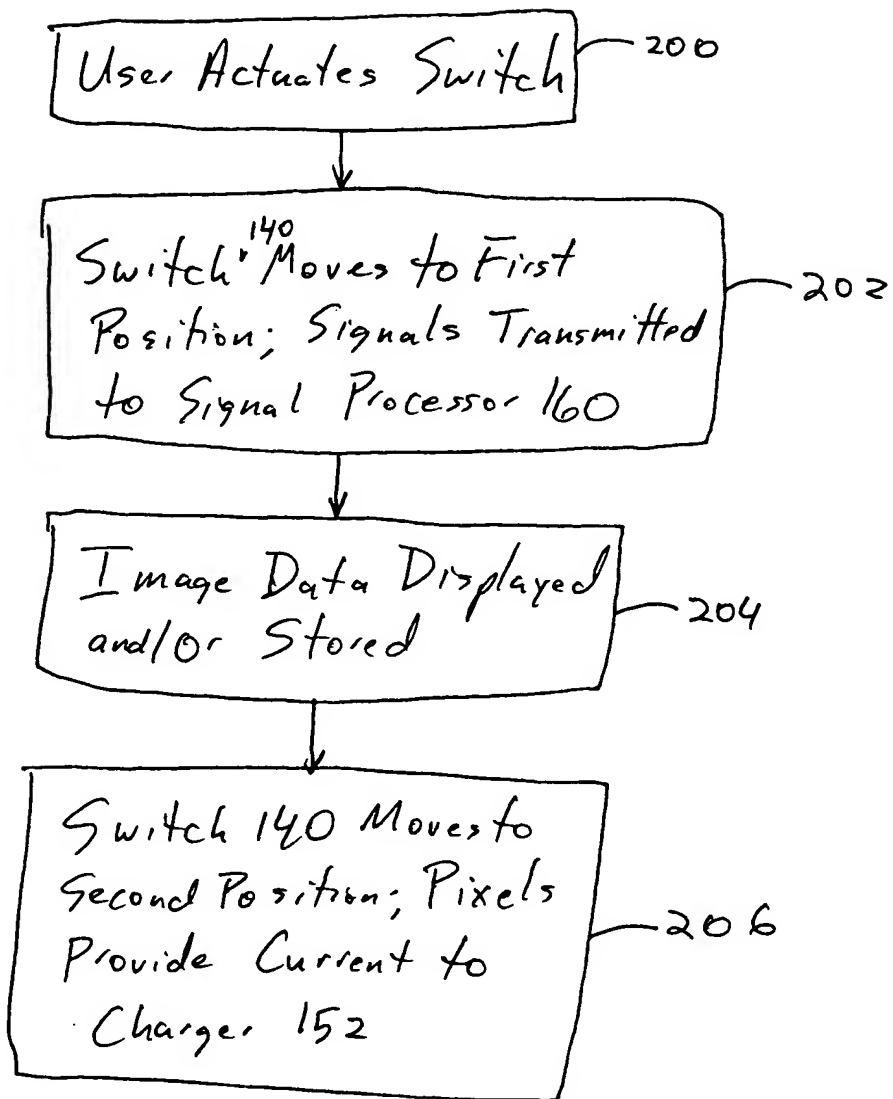 User Actuates Switch
200
140
Switch Moves to First
Position; Signals Transmitted
to Signal Processor 160
202
Image Data Displayed
and/or Stored
204
Switch 140 Moves to
Second Position; Pixels
Provide Current to
Charger 152
206